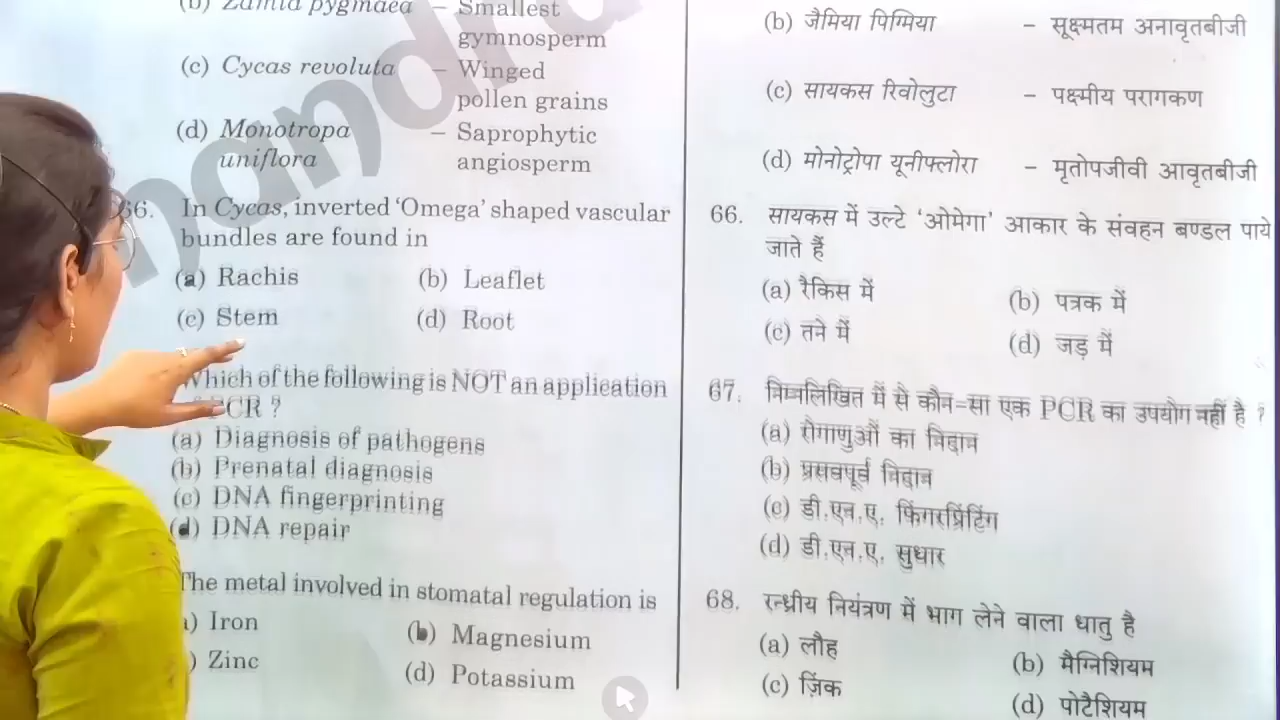 (b) Zamia pygmaea – Smallest
gymnosperm
(c) Cycas revoluta – Winged
pollen grains
(d) Monotropa – Saprophytic
uniflora angiosperm
66. In Cycas, inverted 'Omega' shaped vascular
bundles are found in
(a) Rachis (b) Leaflet
(c) Stem (d) Root
Which of the following is NOT an application
PCR ?
(a) Diagnosis of pathogens
(b) Prenatal diagnosis
(c) DNA fingerprinting
(d) DNA repair
The metal involved in stomatal regulation is
) Iron (b) Magnesium
) Zinc (d) Potassium
(b) जैमिया पिग्मिया – सूक्ष्मतम अनावृतबीजी
(c) सायकस रिवोलुटा – पक्ष्मीय परागकण
(d) मोनोट्रोपा यूनीफ्लोरा – मृतोपजीवी आवृतबीजी
66. सायकस में उल्टे 'ओमेगा' आकार के संवहन बण्डल पाये
जाते हैं
(a) रैकिस में (b) पत्रक में
(c) तने में (d) जड़ में
67. निम्नलिखित में से कौन-सा एक PCR का उपयोग नहीं है ?
(a) रोगाणुओं का निदान
(b) प्रसवपूर्व निदान
(c) डी.एन.ए. फिंगरप्रिंटिंग
(d) डी.एन.ए. सुधार
68. रन्ध्रीय नियंत्रण में भाग लेने वाला धातु है
(a) लौह (b) मैग्निशियम
(c) ज़िंक (d) पोटैशियम